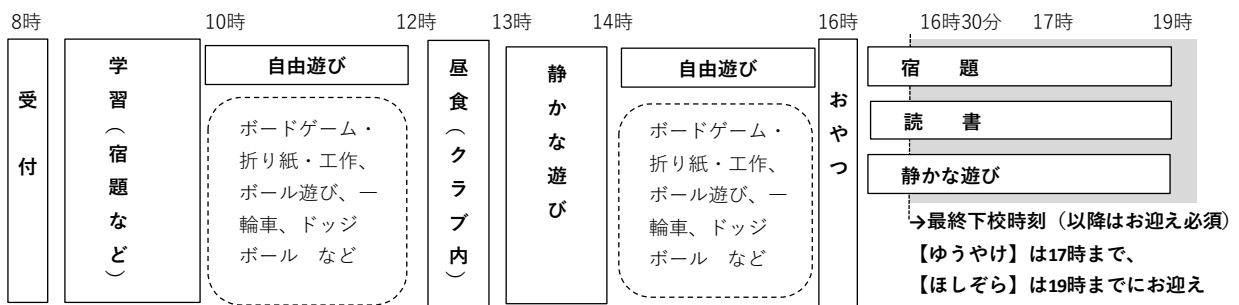 8時 10時 12時 13時 14時 16時 16時30分 17時 19時
受付
学習（宿題など）
自由遊び
ボードゲーム・
折り紙・工作、
ボール遊び、一
輪車、ドッジ
ボール　など
昼食（クラブ内）
静かな遊び
自由遊び
ボードゲーム・
折り紙・工作、
ボール遊び、一
輪車、ドッジ
ボール　など
おやつ
宿　題
読　書
静かな遊び
→最終下校時刻（以降はお迎え必須）
【ゆうやけ】は17時まで、
【ほしぞら】は19時までにお迎え